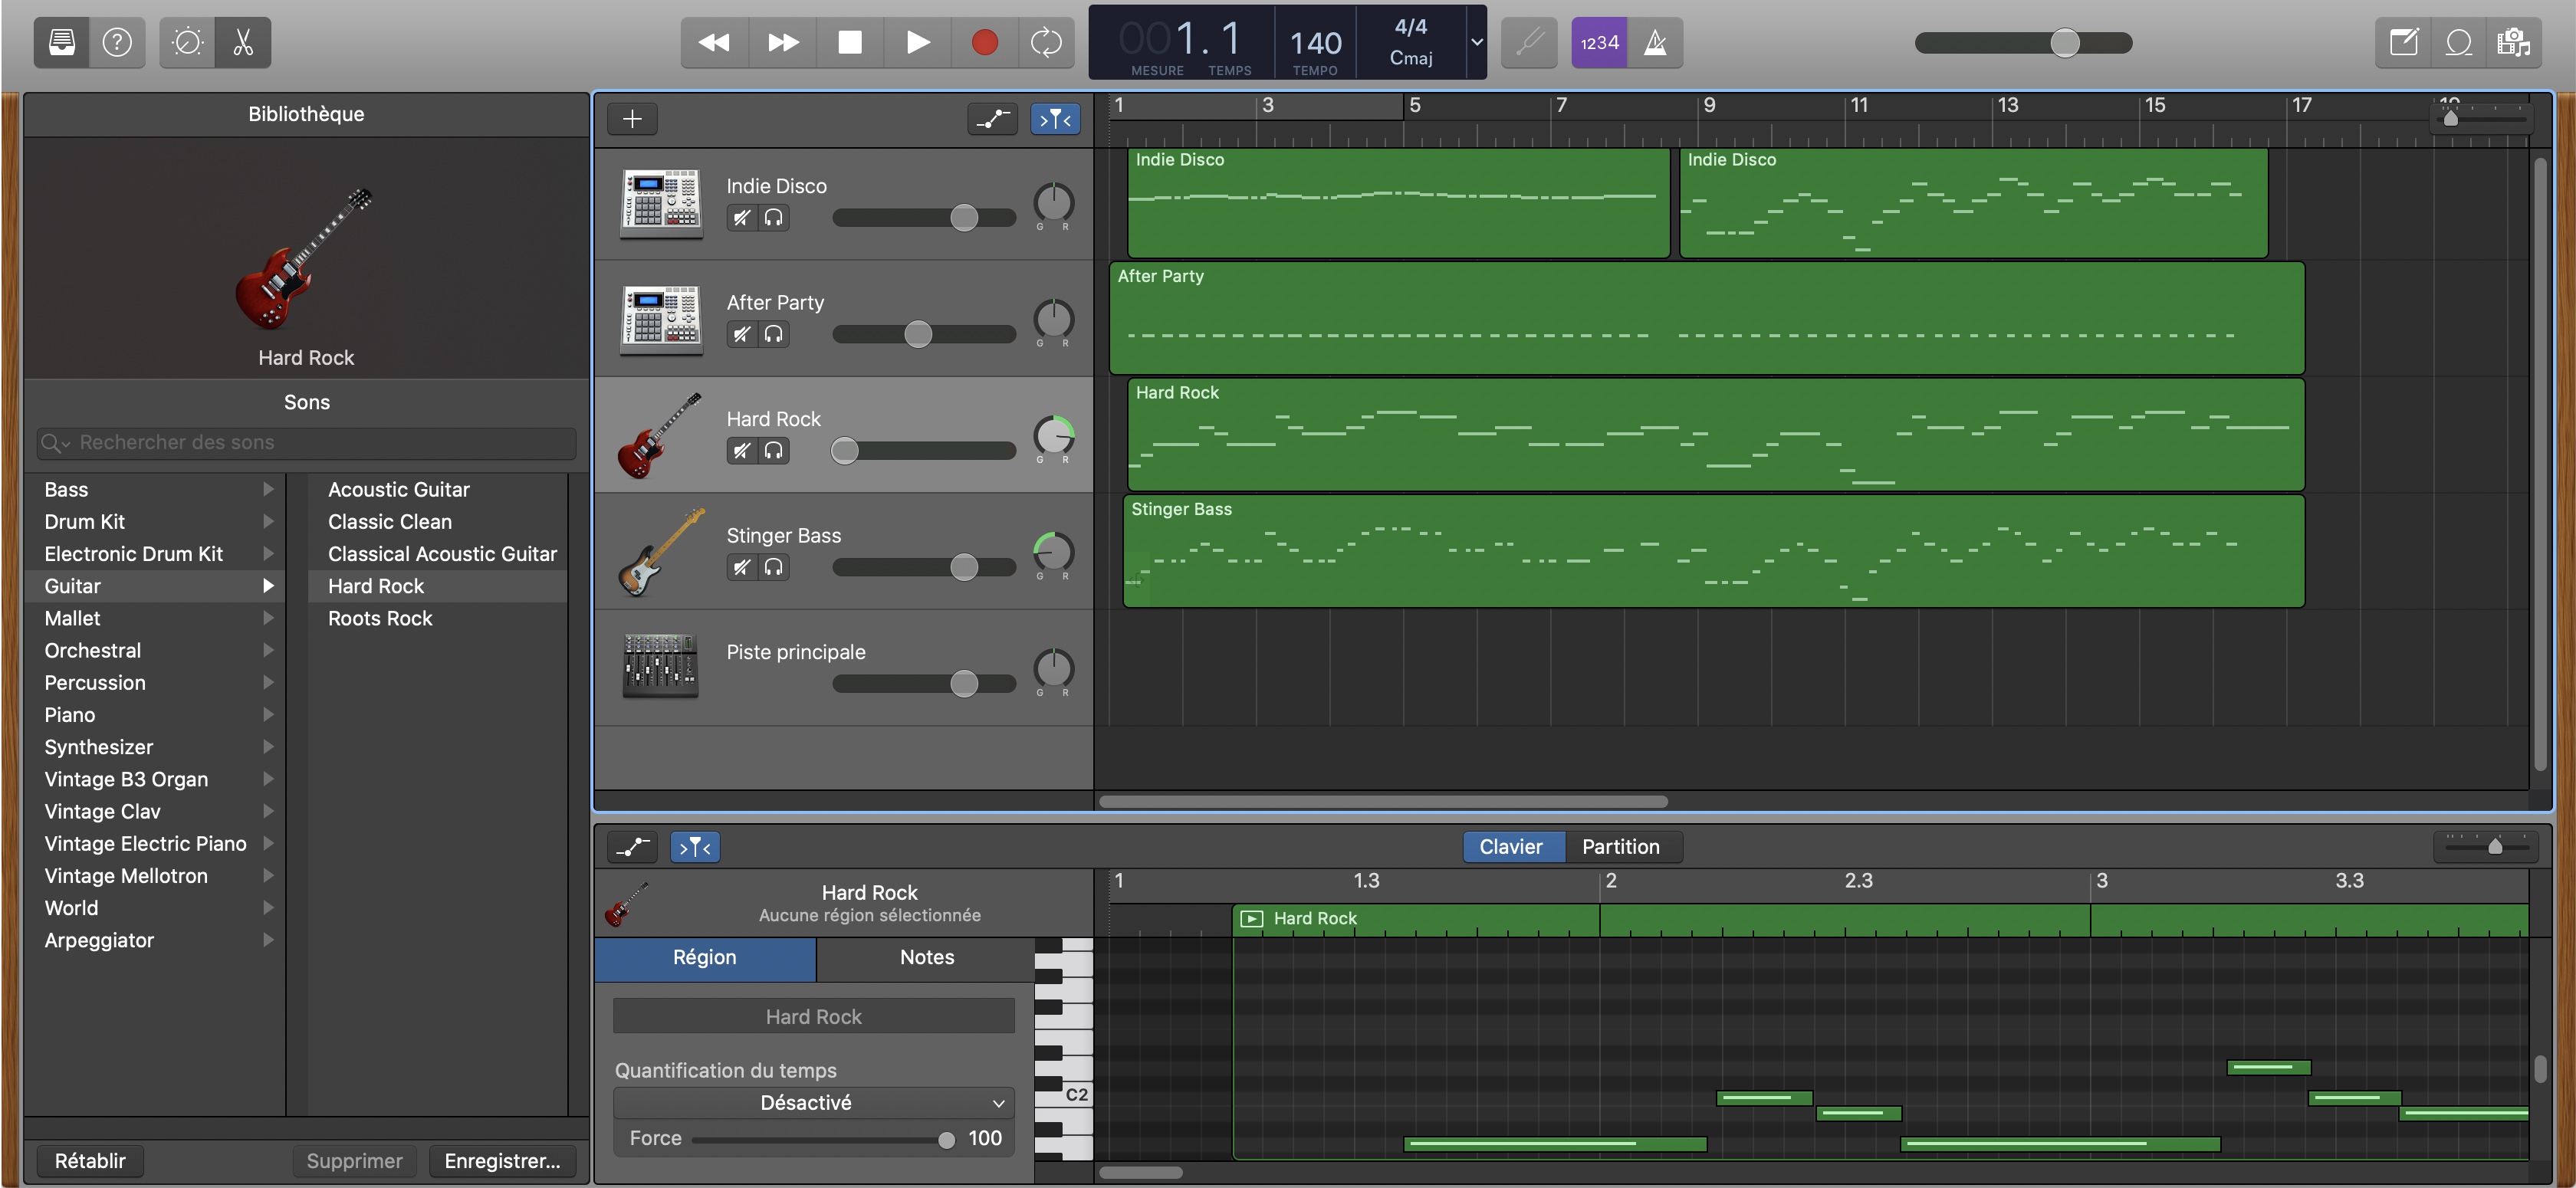 001. 1
MESURE TEMPS
140
TEMPO
4/4
Cmaj
1234
Bibliothèque
Hard Rock
Sons
Rechercher des sons
Bass
Drum Kit
Electronic Drum Kit
Guitar
Mallet
Orchestral
Percussion
Piano
Synthesizer
Vintage B3 Organ
Vintage Clav
Vintage Electric Piano
Vintage Mellotron
World
Arpeggiator
Acoustic Guitar
Classic Clean
Classical Acoustic Guitar
Hard Rock
Roots Rock
Rétablir
Supprimer
Enregistrer...
1 3 5 7 9 11 13 15 17
Indie Disco
G R
Indie Disco
Indie Disco
After Party
G R
After Party
Hard Rock
G R
Hard Rock
Stinger Bass
G R
Stinger Bass
Piste principale
G R
Clavier Partition
Hard Rock
Aucune région sélectionnée
1 1.3 2 2.3 3 3.3
Hard Rock
Région Notes
Hard Rock
Quantification du temps
Désactivé
Force 100
C2